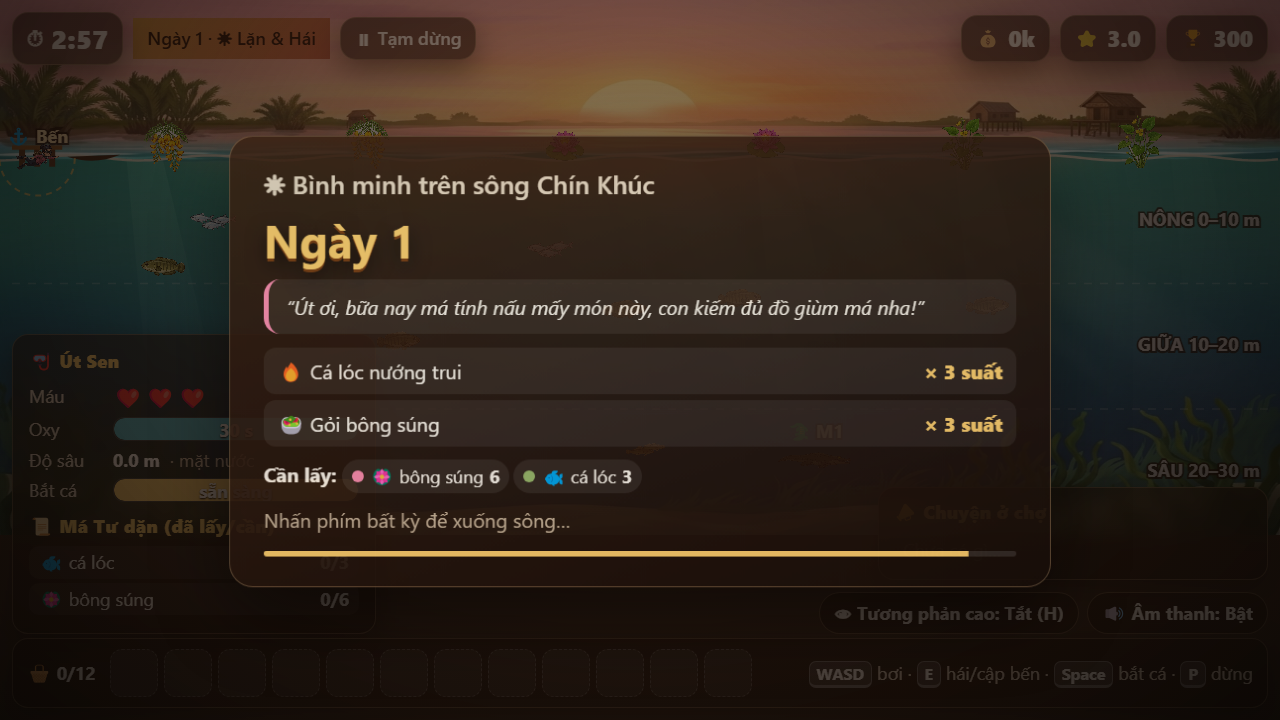 2:57
Ngày 1 · ☀ Lặn & Hái
Tạm dừng
0k
3.0
300
Bến
NÔNG 0–10 m
GIỮA 10–20 m
SÂU 20–30 m
Bình minh trên sông Chín Khúc
Ngày 1
“Út ơi, bữa nay má tính nấu mấy món này, con kiếm đủ đồ giùm má nha!”
Cá lóc nướng trui × 3 suất
Gỏi bông súng × 3 suất
Cần lấy: bông súng 6 cá lóc 3
Nhấn phím bất kỳ để xuống sông...
Út Sen
Máu
Oxy 30 s
Độ sâu 0.0 m · mặt nước
Bắt cá
Má Tư dặn (đã lấy/cần)
cá lóc 0/3
bông súng 0/6
M1
Chuyện ở chợ
Tương phản cao: Tắt (H)
Âm thanh: Bật
0/12
WASD bơi · E hái/cập bến · Space bắt cá · P dừng